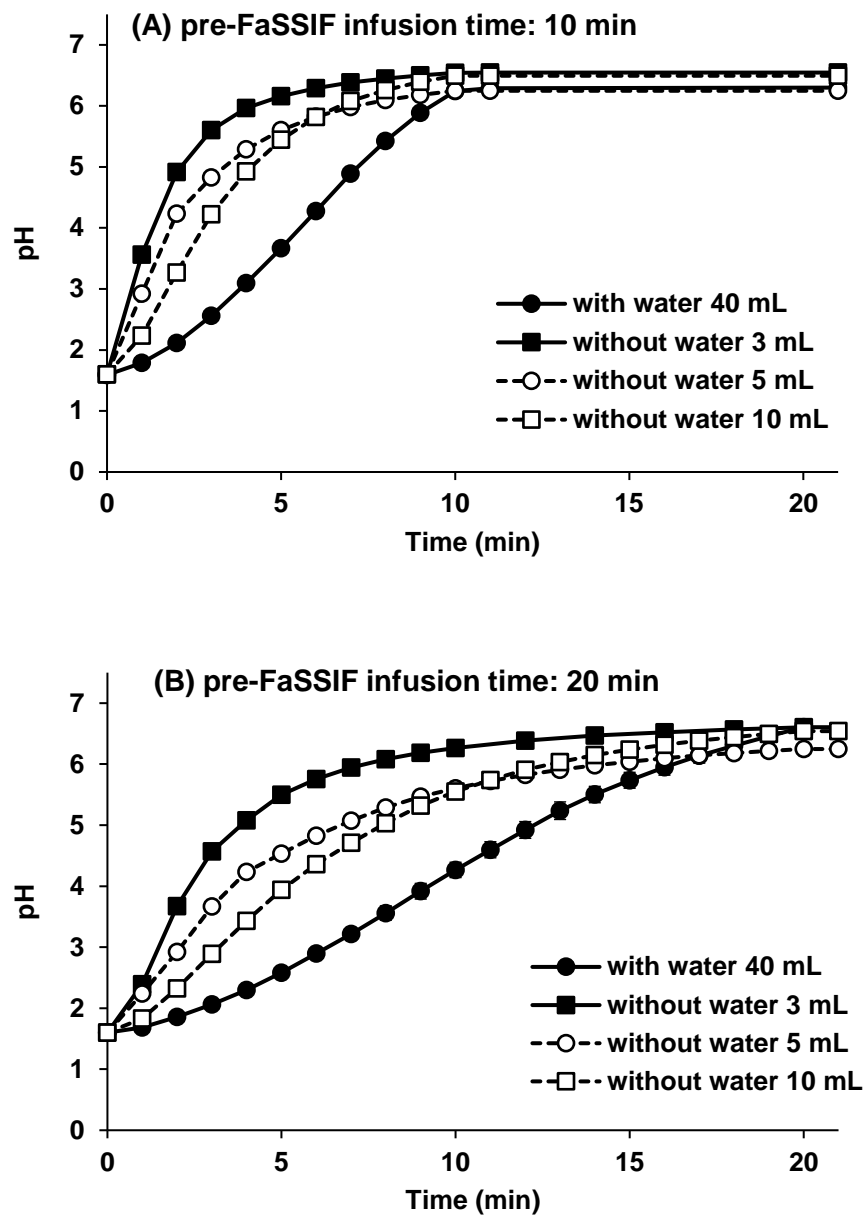 (A) pre-FaSSIF infusion time: 10 min
7
6
5
4
3
2
1
0
pH
with water 40 mL
without water 3 mL
without water 5 mL
without water 10 mL
0 5 10 15 20
Time (min)
(B) pre-FaSSIF infusion time: 20 min
7
6
5
4
3
2
1
0
pH
with water 40 mL
without water 3 mL
without water 5 mL
without water 10 mL
0 5 10 15 20
Time (min)